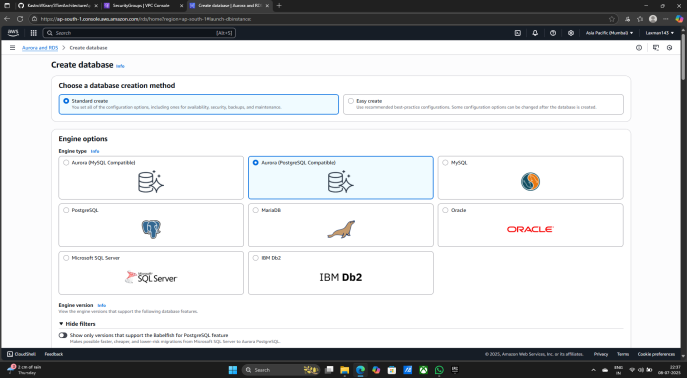 SecurityGroups | VPC Console
Create database | Aurora and RDS
https://ap-south-1.console.aws.amazon.com/rds/home?region=ap-south-1#launch-dbinstance:
aws
Search
[Alt+S]
Asia Pacific (Mumbai)
Laxman143
Aurora and RDS
Create database
Create database Info
Choose a database creation method
Standard create
You set all of the configuration options, including ones for availability, security, backups, and maintenance.
Easy create
Use recommended best-practice configurations. Some configuration options can be changed after the database is created.
Engine options
Engine type Info
Aurora (MySQL Compatible)
Aurora (PostgreSQL Compatible)
MySQL
PostgreSQL
MariaDB
Oracle
ORACLE
Microsoft SQL Server
Microsoft
SQL Server
IBM Db2
IBM Db2
Engine version Info
View the engine versions that support the following database features.
Hide filters
Show only versions that support the Babelfish for PostgreSQL feature
Makes possible faster, cheaper, and lower-risk migrations from Microsoft SQL Server to Aurora PostgreSQL.
CloudShell
Feedback
© 2025, Amazon Web Services, Inc. or its affiliates.
Privacy
Terms
Cookie preferences
2 cm of rain
Thursday
Search
ENG
IN
22:37
08-07-2025